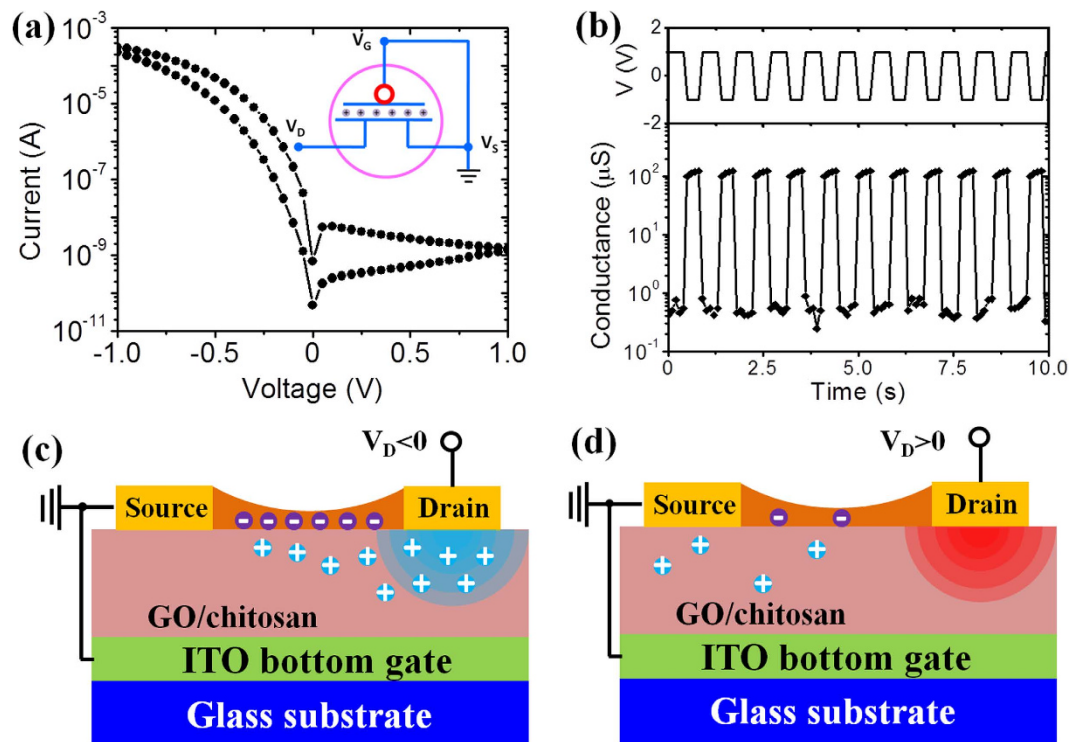 (a)
10⁻³
10⁻⁵
10⁻⁷
10⁻⁹
10⁻¹¹
Current (A)
-1.0 -0.5 0 0.5 1.0
Voltage (V)
V_G
V_D
V_S
+ + + + + +
(b)
2
0
-2
V (V)
10³
10²
10¹
10⁰
10⁻¹
Conductance (μS)
0 2.5 5.0 7.5 10.0
Time (s)
(c)
V_D<0
Source Drain
- - - - - -
+ + + + + + + + + +
GO/chitosan
ITO bottom gate
Glass substrate
(d)
V_D>0
Source Drain
- -
+ + + +
GO/chitosan
ITO bottom gate
Glass substrate